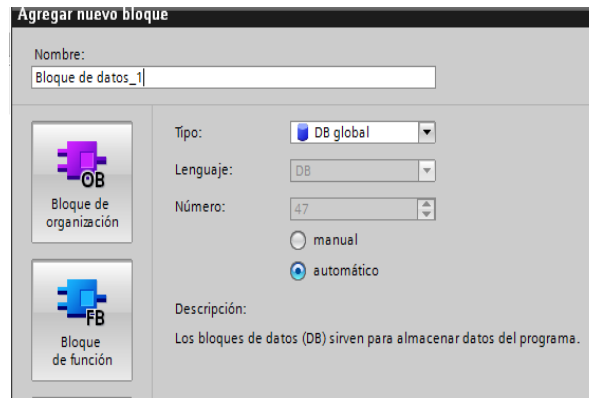 Agregar nuevo bloque
Nombre:
Bloque de datos_1
OB
Bloque de
organización
FB
Bloque
de función
Tipo:
DB global
Lenguaje:
DB
Número:
47
manual
automático
Descripción:
Los bloques de datos (DB) sirven para almacenar datos del programa.